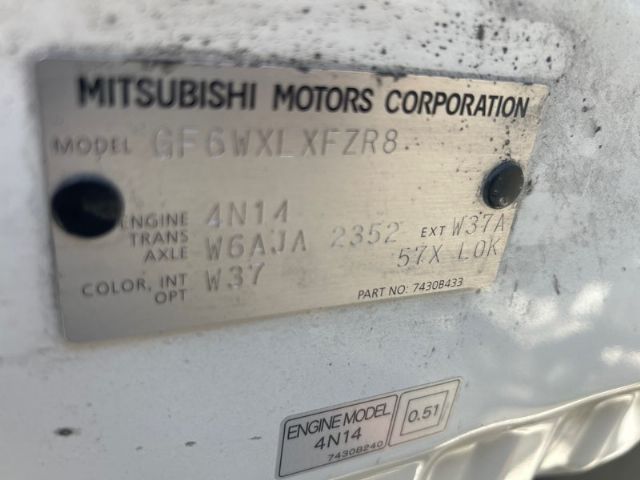 MITSUBISHI MOTORS CORPORATION
MODEL GF6WXLXFZR8
ENGINE 4N14
TRANS AXLE W6AJA 2352 EXT W37A
COLOR, INT W37 57X LOK
OPT
PART NO: 7430B433
ENGINE MODEL 0.51
4N14
7430B240